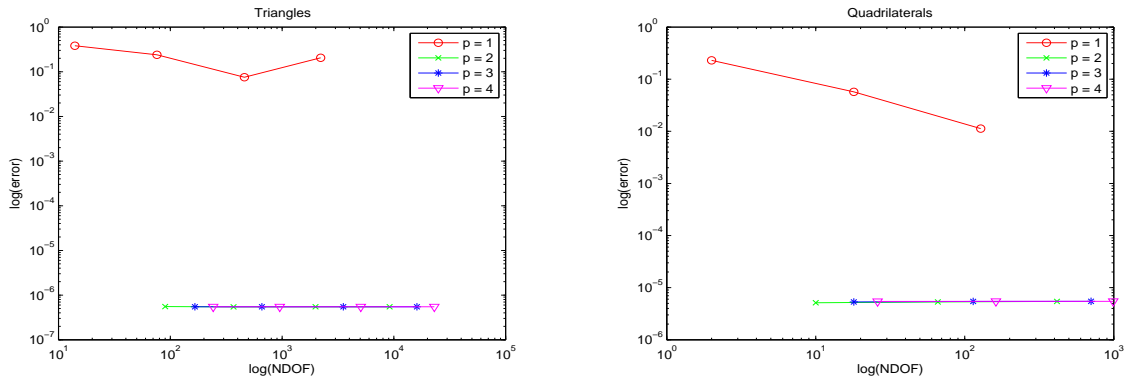 Triangles
10^0
10^-1
10^-2
10^-3
10^-4
10^-5
10^-6
10^-7
log(error)
10^1
10^2
10^3
10^4
10^5
log(NDOF)
p = 1
p = 2
p = 3
p = 4
Quadrilaterals
10^0
10^-1
10^-2
10^-3
10^-4
10^-5
10^-6
log(error)
10^0
10^1
10^2
10^3
log(NDOF)
p = 1
p = 2
p = 3
p = 4